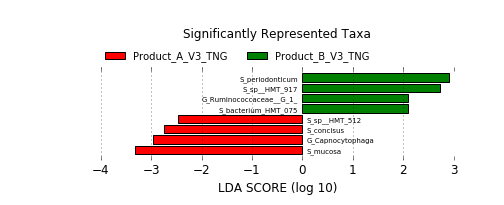 Significantly Represented Taxa
Product_A_V3_TNG Product_B_V3_TNG
S_periodonticum
S_sp__HMT_917
G_Ruminococcaceae__G_1_
S_bacterium_HMT_075
S_sp__HMT_512
S_concisus
G_Capnocytophaga
S_mucosa
−4 −3 −2 −1 0 1 2 3
LDA SCORE (log 10)